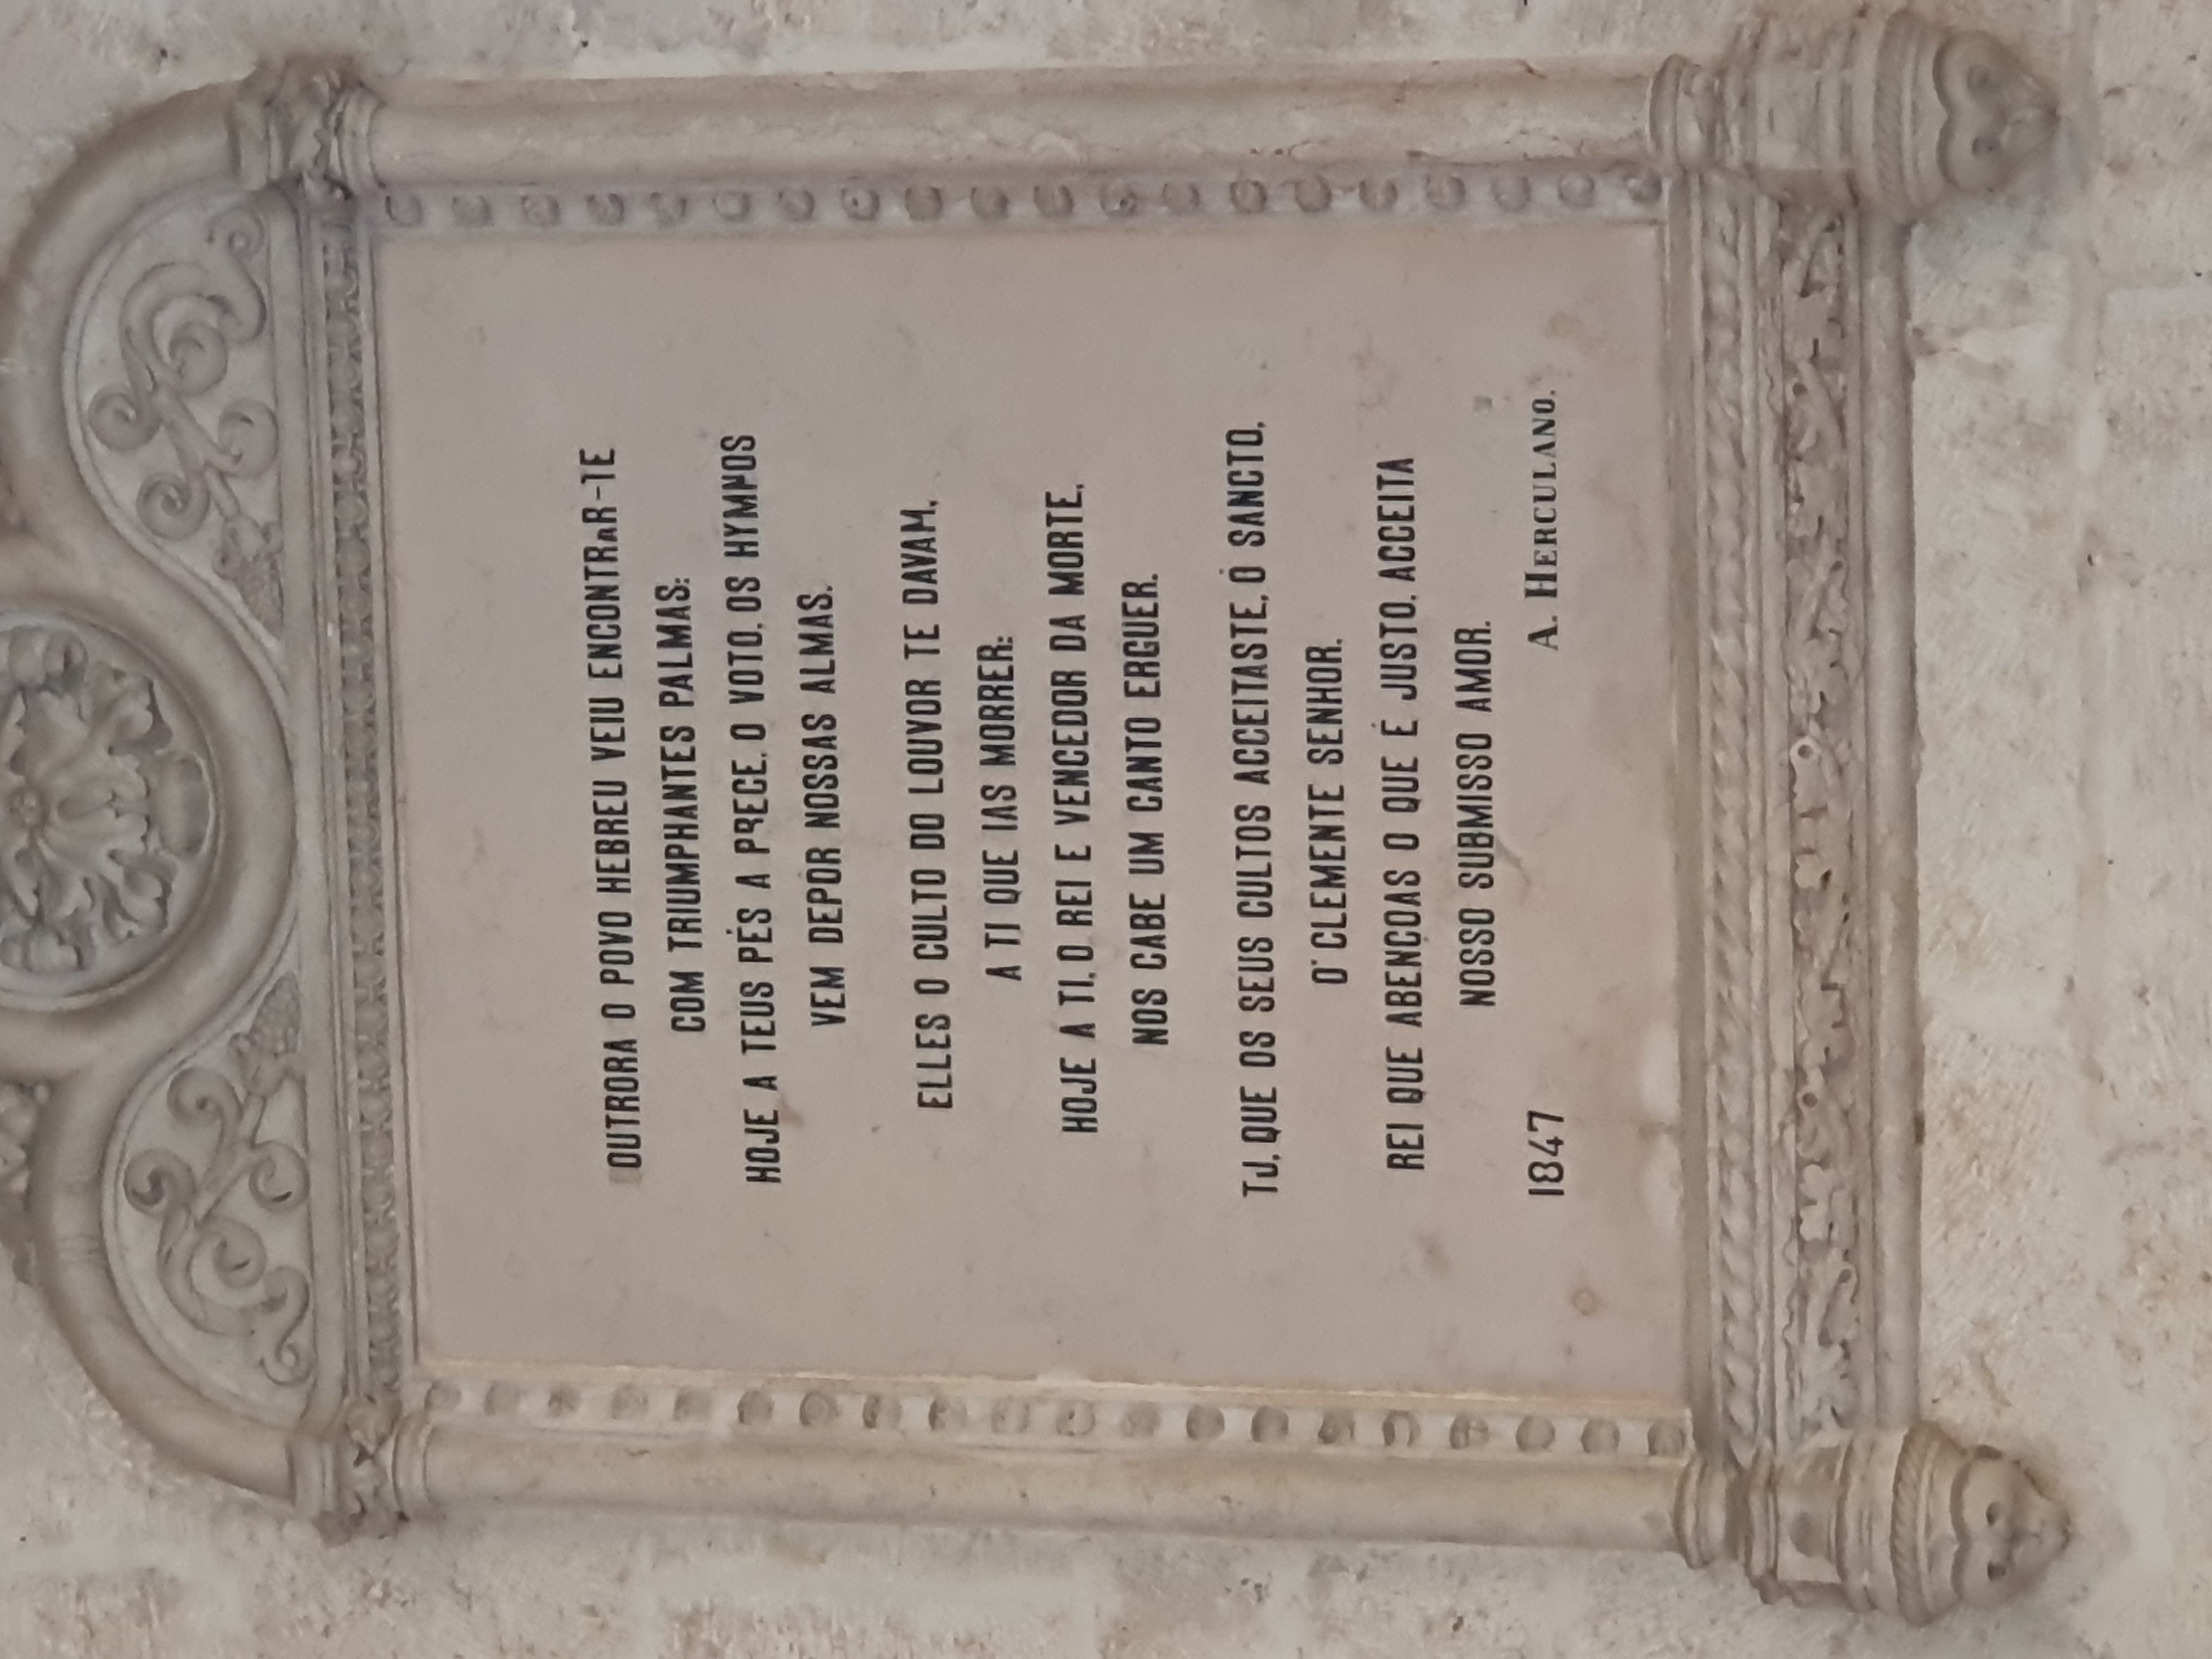 OUTRORA O POVO HEBREU VEIU ENCONTRAR-TE
COM TRIUMPHANTES PALMAS:
HOJE A TEUS PÉS A PRECE, O VOTO, OS HYMNOS
VEM DEPÔR NOSSAS ALMAS.
ELLES O CULTO DO LOUVOR TE DAVAM,
A TI QUE IAS MORRER:
HOJE A TI, O REI E VENCEDOR DA MORTE,
NOS CABE UM CANTO ERGUER.
TU, QUE OS SEUS CULTOS ACCEITASTE, Ó SANCTO,
Ó CLEMENTE SENHOR.
REI QUE ABENÇOAS O QUE É JUSTO, ACCEITA
NOSSO SUBMISSO AMOR.
1847 A. HERCULANO.